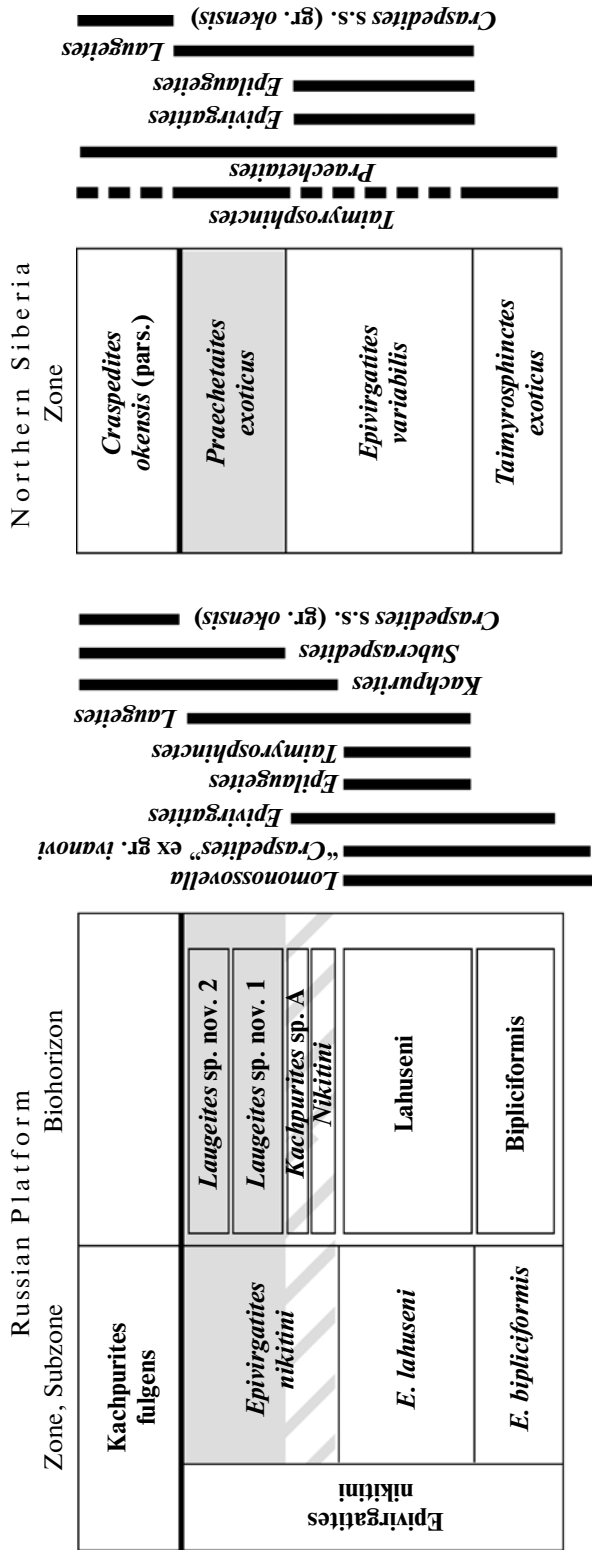 Russian Platform
Zone, Subzone
Biohorizon
Kachpurites
fulgens
Epivirgatites
nikitini
Epivirgatites
nikitini
E. lahuseni
E. bipliciformis
Laugeites sp. nov. 2
Laugeites sp. nov. 1
Kachpurites sp. A
Nikitini
Lahuseni
Bipliciformis
Lomonossovella
“Craspedites” ex gr. ivanovi
Epivirgatites
Epilaugeites
Taimyrosphinctes
Laugeites
Kachpurites
Subcraspedites
Craspedites s.s. (gr. okensis)
Northern Siberia
Zone
Craspedites
okensis (pars.)
Praechetaites
exoticus
Epivirgatites
variabilis
Taimyrosphinctes
exoticus
Taimyrosphinctes
Praechetaites
Epivirgatites
Epilaugeites
Laugeites
Craspedites s.s. (gr. okensis)